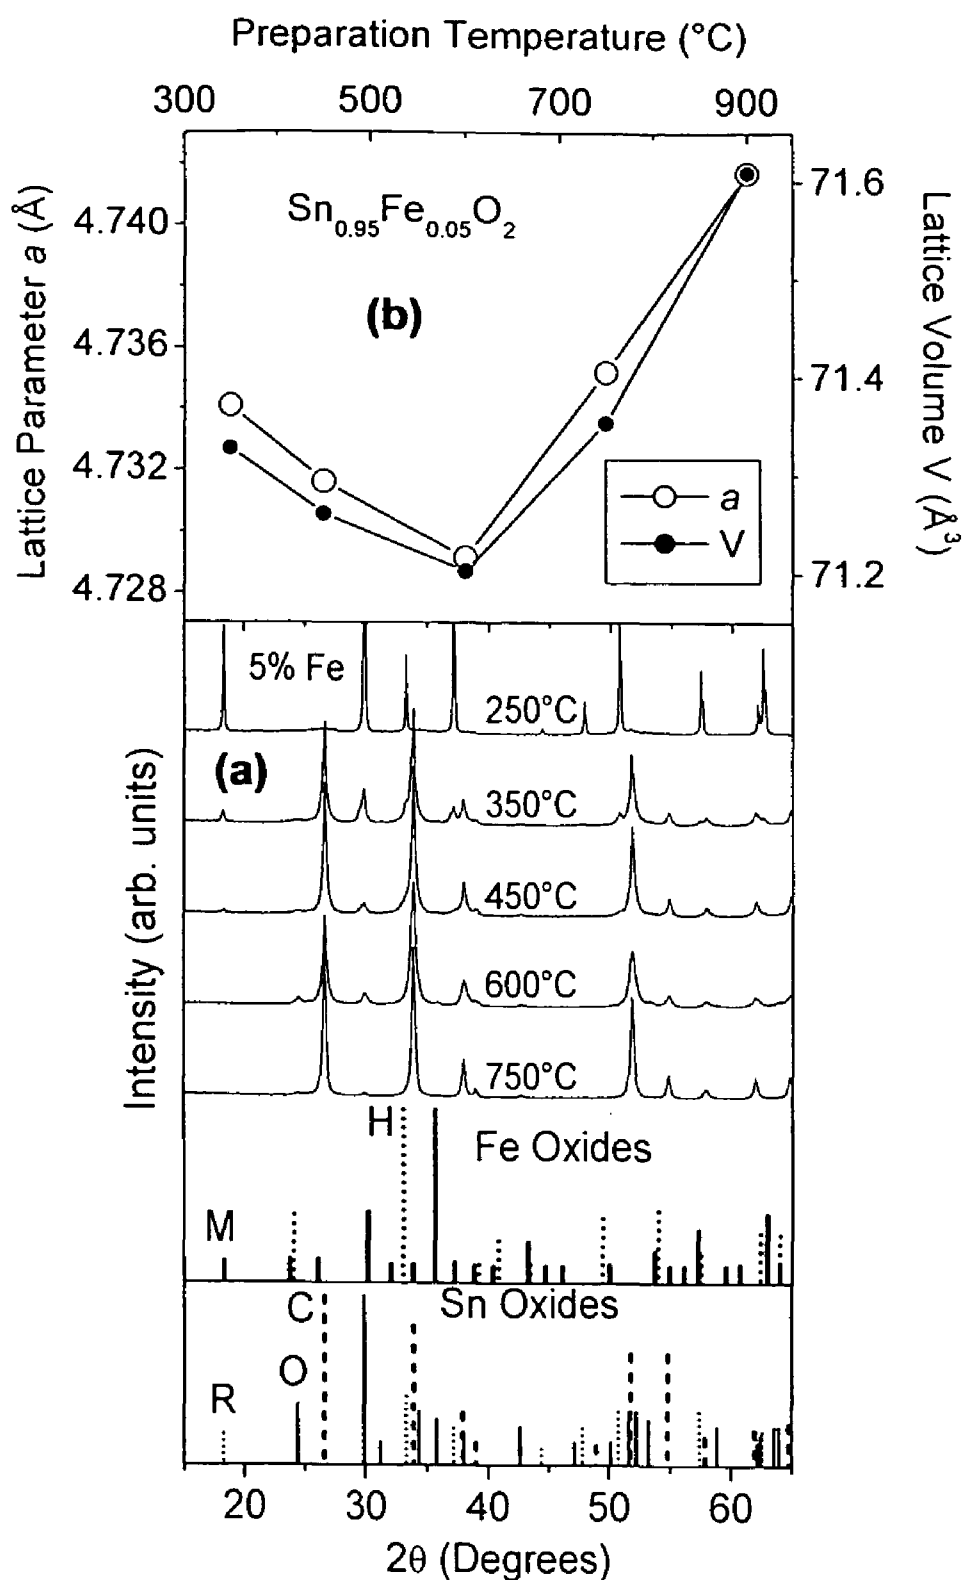 Preparation Temperature (°C)
300 500 700 900
Lattice Parameter a (Å)
4.740
4.736
4.732
4.728
Sn0.95Fe0.05O2
(b)
71.6
71.4
71.2
Lattice Volume V (Å3)
a
V
5% Fe
250°C
(a)
350°C
450°C
600°C
750°C
Intensity (arb. units)
H
Fe Oxides
M
C
Sn Oxides
O
R
20 30 40 50 60
2θ (Degrees)